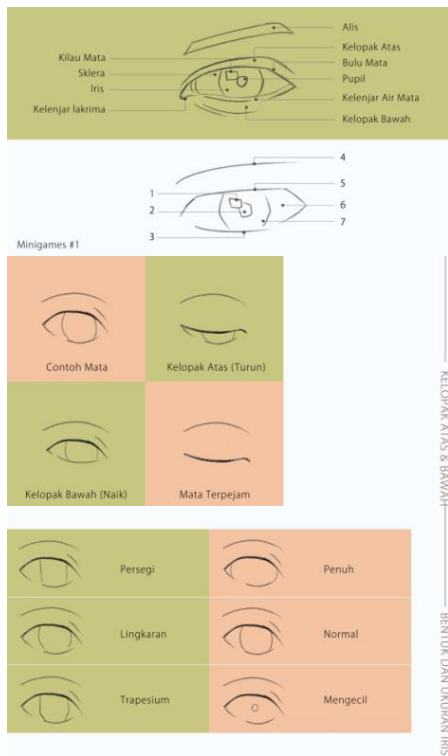 Alis
Kelopak Atas
Kilau Mata
Bulu Mata
Sklera
Pupil
Iris
Kelenjar Air Mata
Kelenjar lakrima
Kelopak Bawah
4
5
1
6
2
7
3
Minigames #1
Contoh Mata
Kelopak Atas (Turun)
Kelopak Bawah (Naik)
Mata Terpejam
KELOPAK ATAS & BAWAH
Persegi
Penuh
Lingkaran
Normal
Trapesium
Mengecil
BENTUK DAN UKURAN IRIS